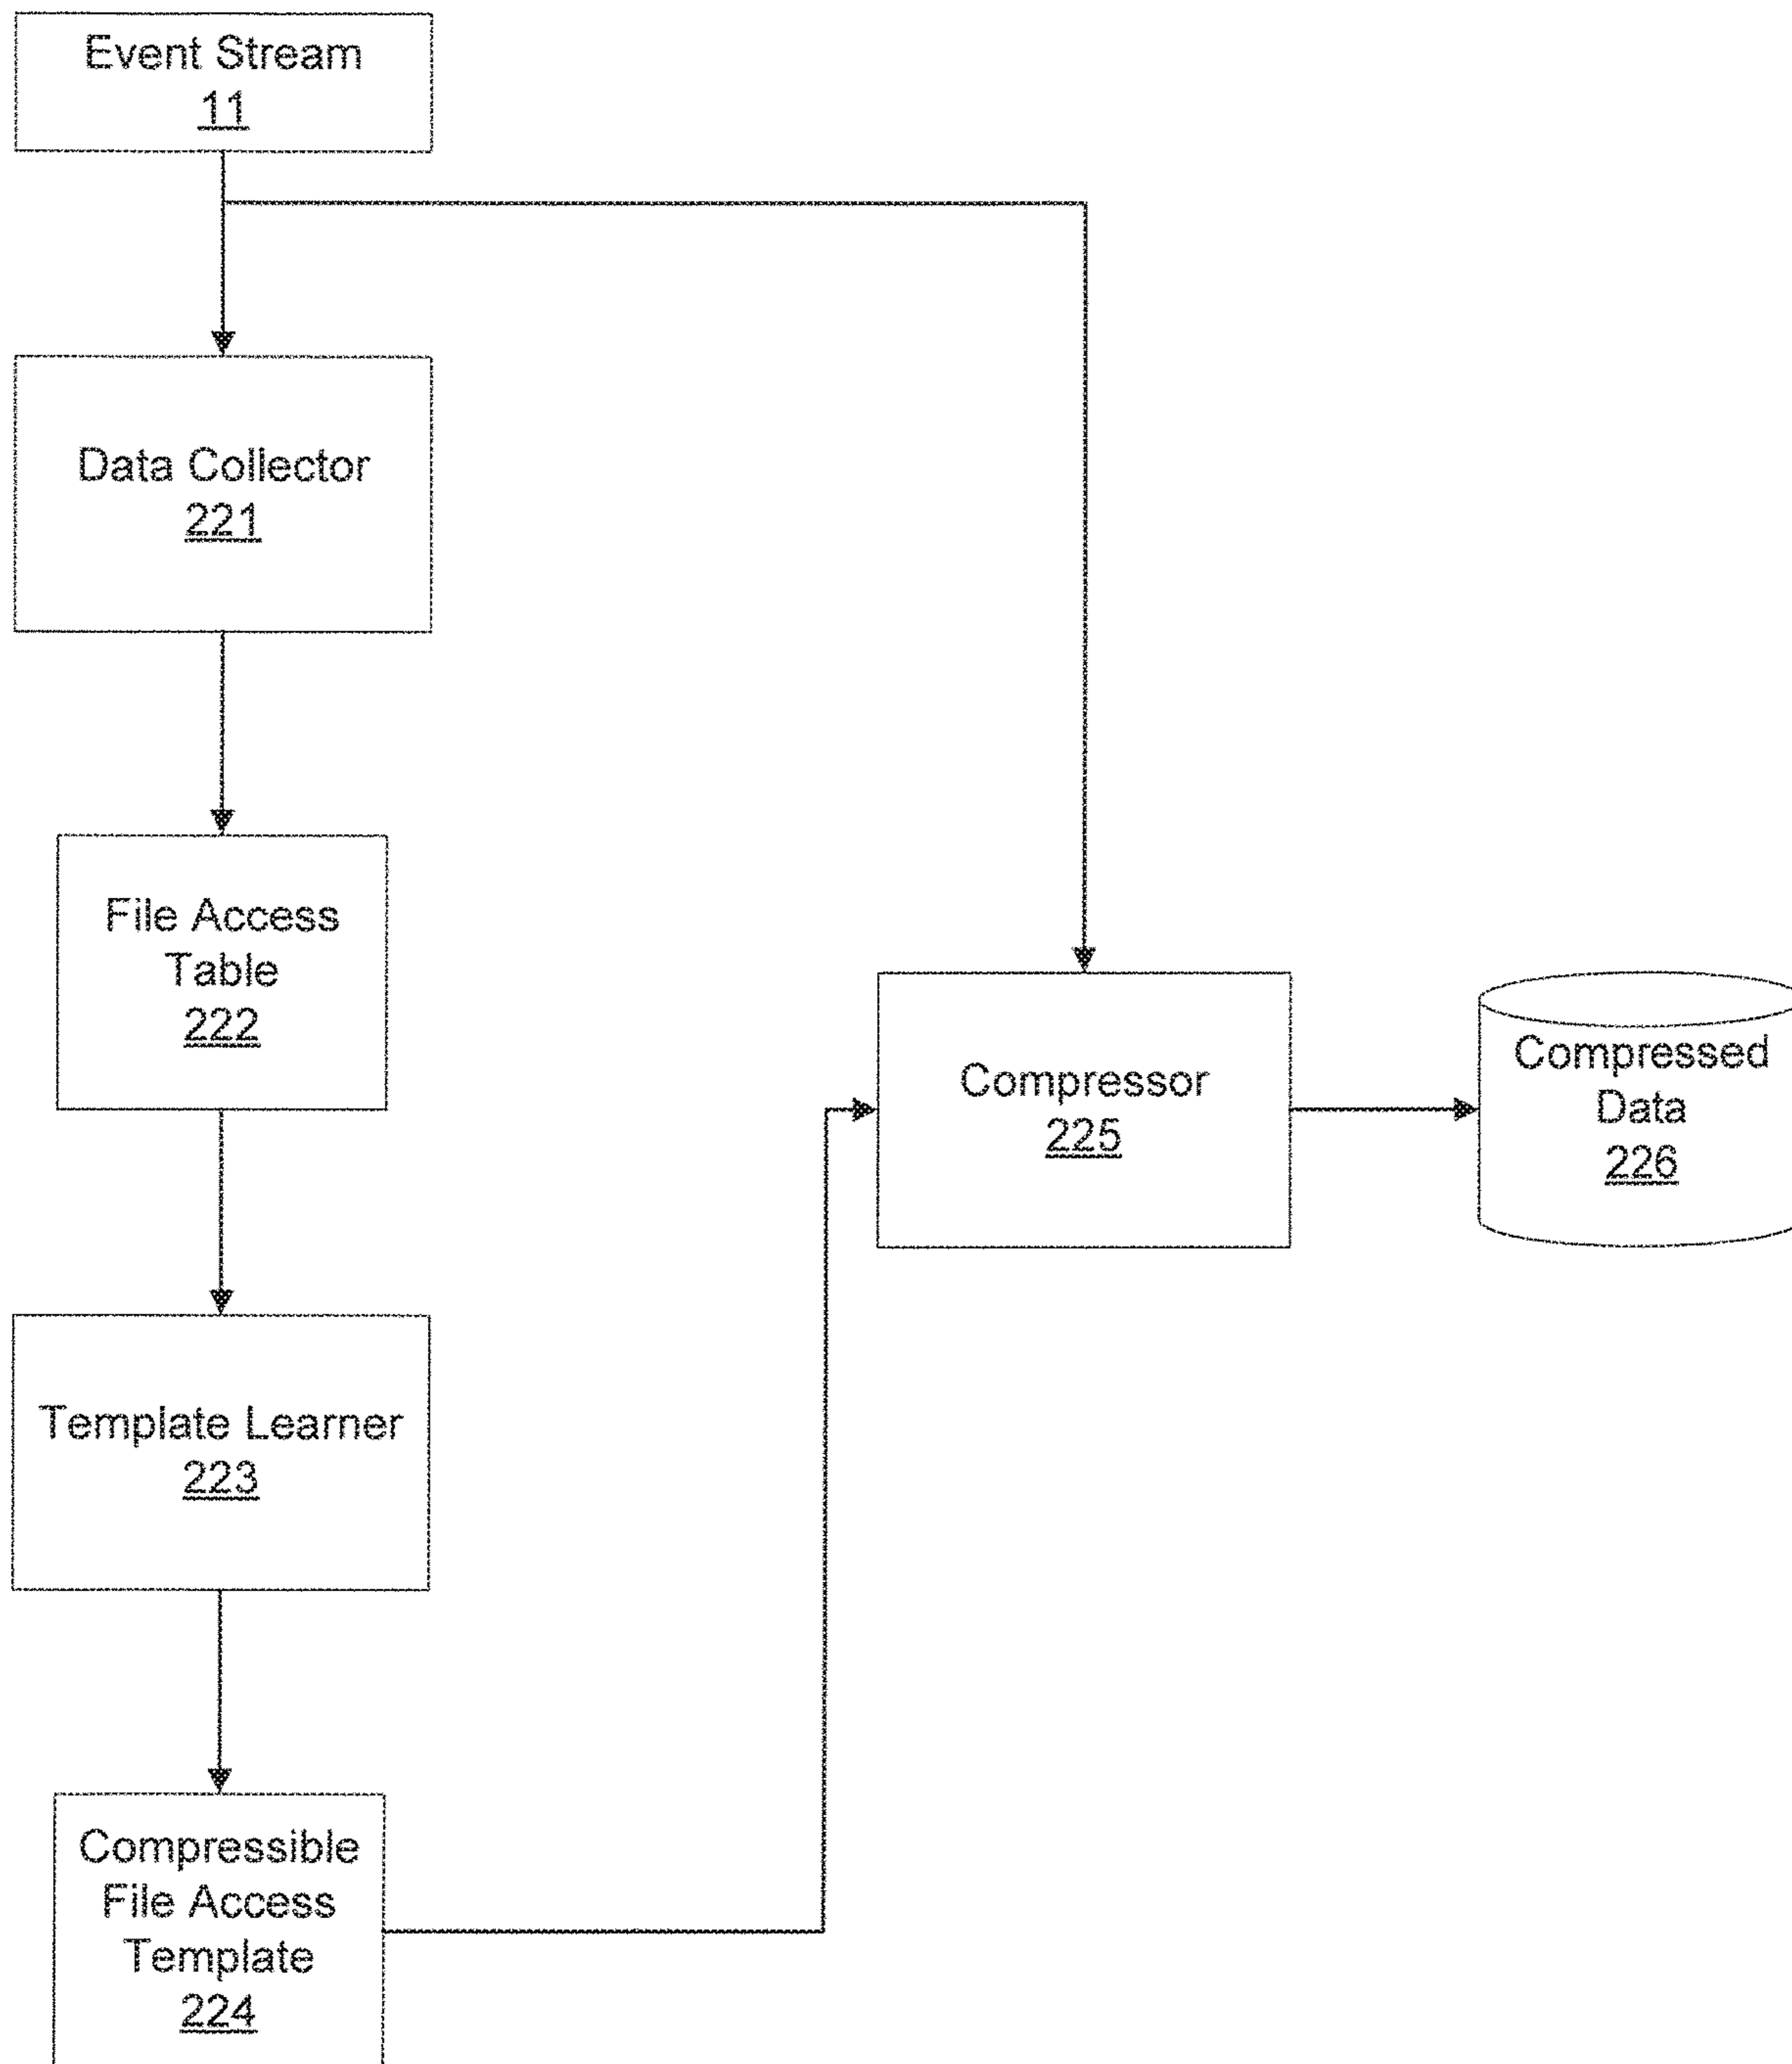 Event Stream
11
Data Collector
221
File Access
Table
222
Template Learner
223
Compressible
File Access
Template
224
Compressor
225
Compressed
Data
226